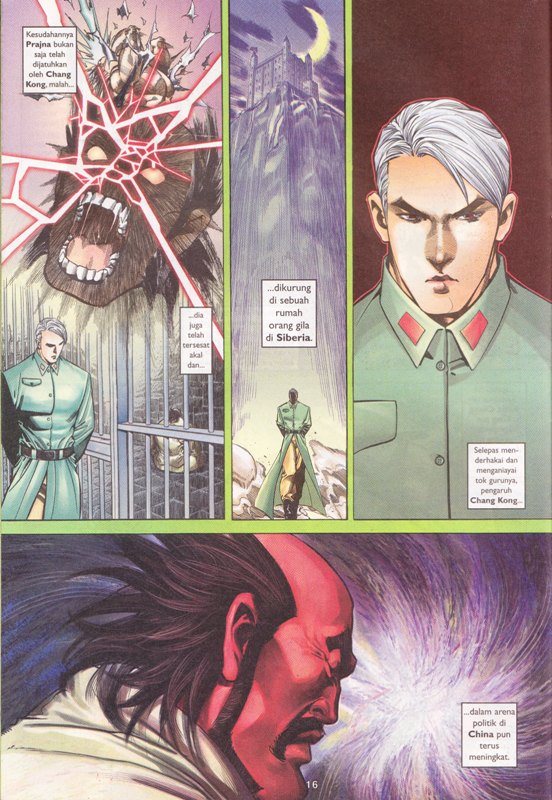 Kesudahannya
Prajna bukan
saja telah
dijatuhkan
oleh Chang
Kong, malah...
...dia
juga
telah
tersesat
akal
dan...
...dikurung
di sebuah
rumah
orang gila
di Siberia.
Selepas men-
derhakai dan
menganiayai
tok gurunya,
pengaruh
Chang Kong...
...dalam arena
politik di
China pun
terus
meningkat.
16